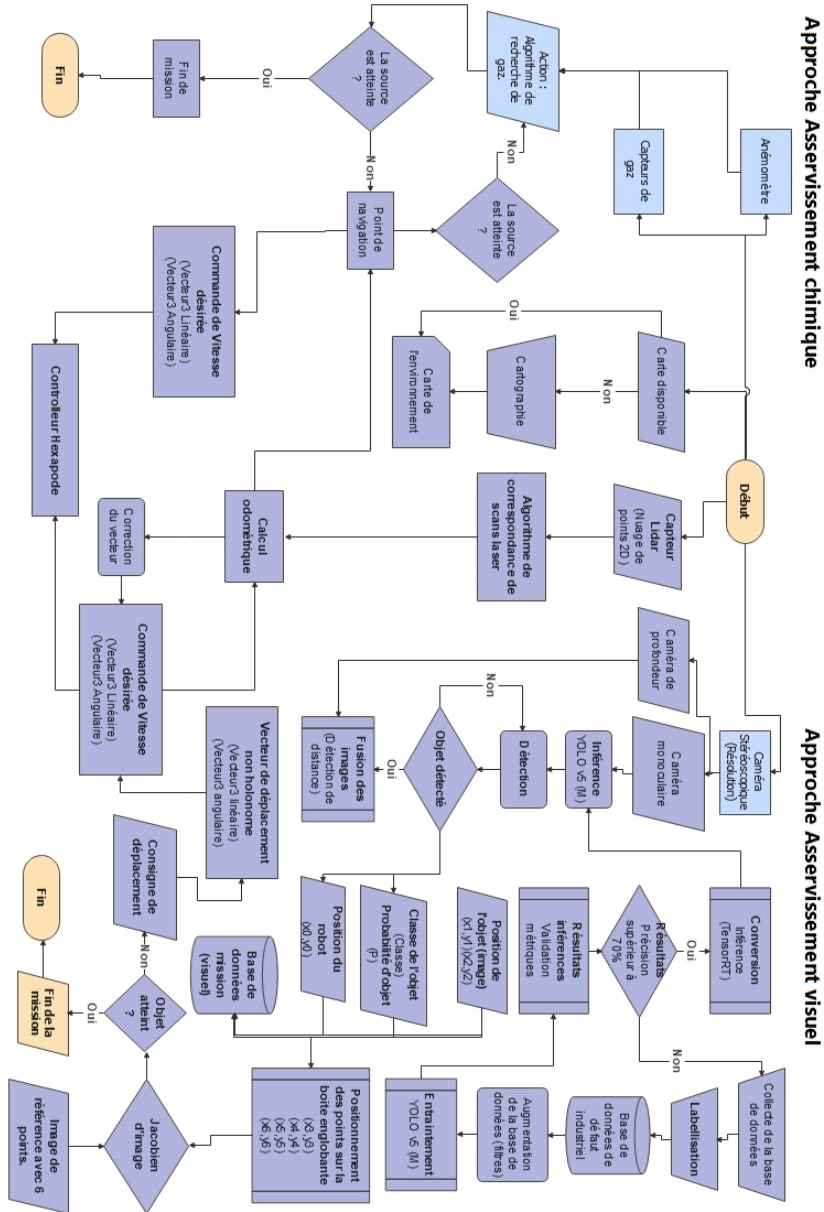 Approche Asservissement chimique
Anémomètre
Capteurs de
gaz
Action :
Algorithme de
recherche de
gaz.
La source
est atteinte
?
Oui
Non
Fin de
mission
Fin
La source
est atteinte
?
Non
Point de
navigation
Commande de Vitesse
désirée
(Vecteur3 Linéaire)
(Vecteur3 Angulaire)
Controlleur Hexapode
Début
Carte disponible
Oui
Non
Cartographie
Carte de
l'environnement
Capteur
Lidar
(Nuage de
points 2D)
Algorithme de
correspondance de
scans laser
Calcul
odométrique
Correction
du vecteur
Commande de Vitesse
désirée
(Vecteur3 Linéaire)
(Vecteur3 Angulaire)
Approche Asservissement visuel
Caméra
Stéréoscopique
(Résolution)
Caméra de
profondeur
Caméra
monoculaire
Inférence
YOLO v5 (M)
Détection
Non
Objet détecté
Oui
Fusion des
images
(Détection de
distance)
Vecteur de déplacement
non holonome
(Vecteur3 linéaire)
(Vecteur3 angulaire)
Conversion
Inférence
(TensorRT)
Oui
Résultats
Précision
supérieur à
70%
Non
Résultats
inférences
Validation
métriques
Position de
l'objet (image)
(x1,y1)(x2,y2)
Classe de l'objet
(Classe)
Probabilité d'objet
(P)
Position du
robot
(x0,y0)
Base de
données
mission
(visuel)
Consigne de
déplacement
Non
Objet
atteint
?
Oui
Fin de la
mission
Fin
Collecte de la base
de données
Labellisation
Base de
données de
défaut
industriel
Augmentation
de la base de
données (filtres)
Entraintement
YOLO v5 (M)
Positionnement
des points sur la
boite englobante
(x3,y3)
(x4,y4)
(x5,y5)
(x6,y6)
Jacobien
d'image
Image de
référence avec 6
points.